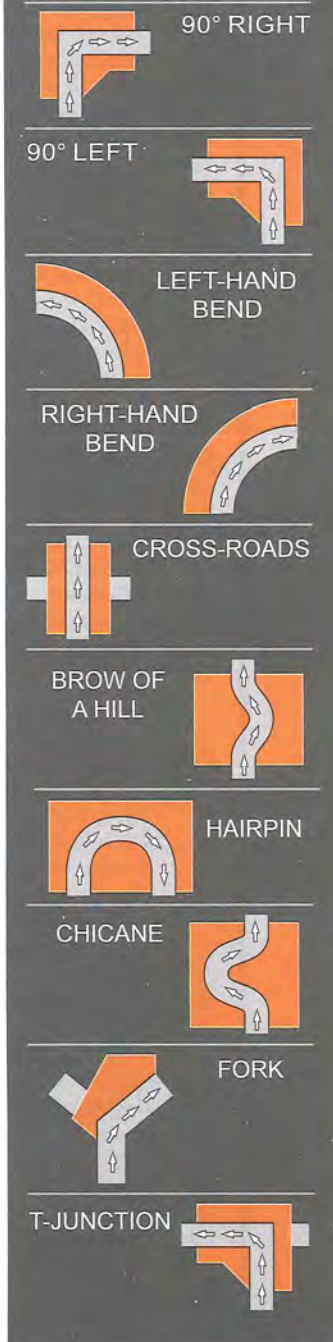 90° RIGHT
90° LEFT
LEFT-HAND
BEND
RIGHT-HAND
BEND
CROSS-ROADS
BROW OF
A HILL
HAIRPIN
CHICANE
FORK
T-JUNCTION